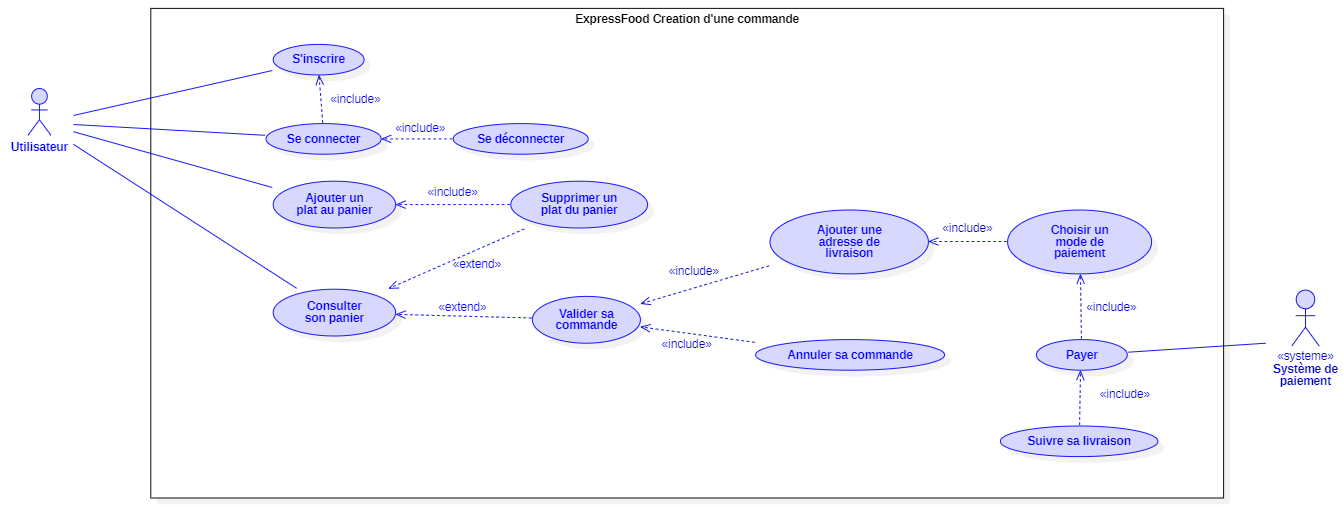 ExpressFood Creation d'une commande
S'inscrire
«include»
Se connecter
«include»
Se déconnecter
Utilisateur
Ajouter un
plat au panier
«include»
Supprimer un
plat du panier
«extend»
Consulter
son panier
«extend»
Valider sa
commande
«include»
Ajouter une
adresse de
livraison
«include»
Choisir un
mode de
paiement
«include»
Annuler sa commande
«include»
Payer
«systeme»
Système de
paiement
«include»
Suivre sa livraison